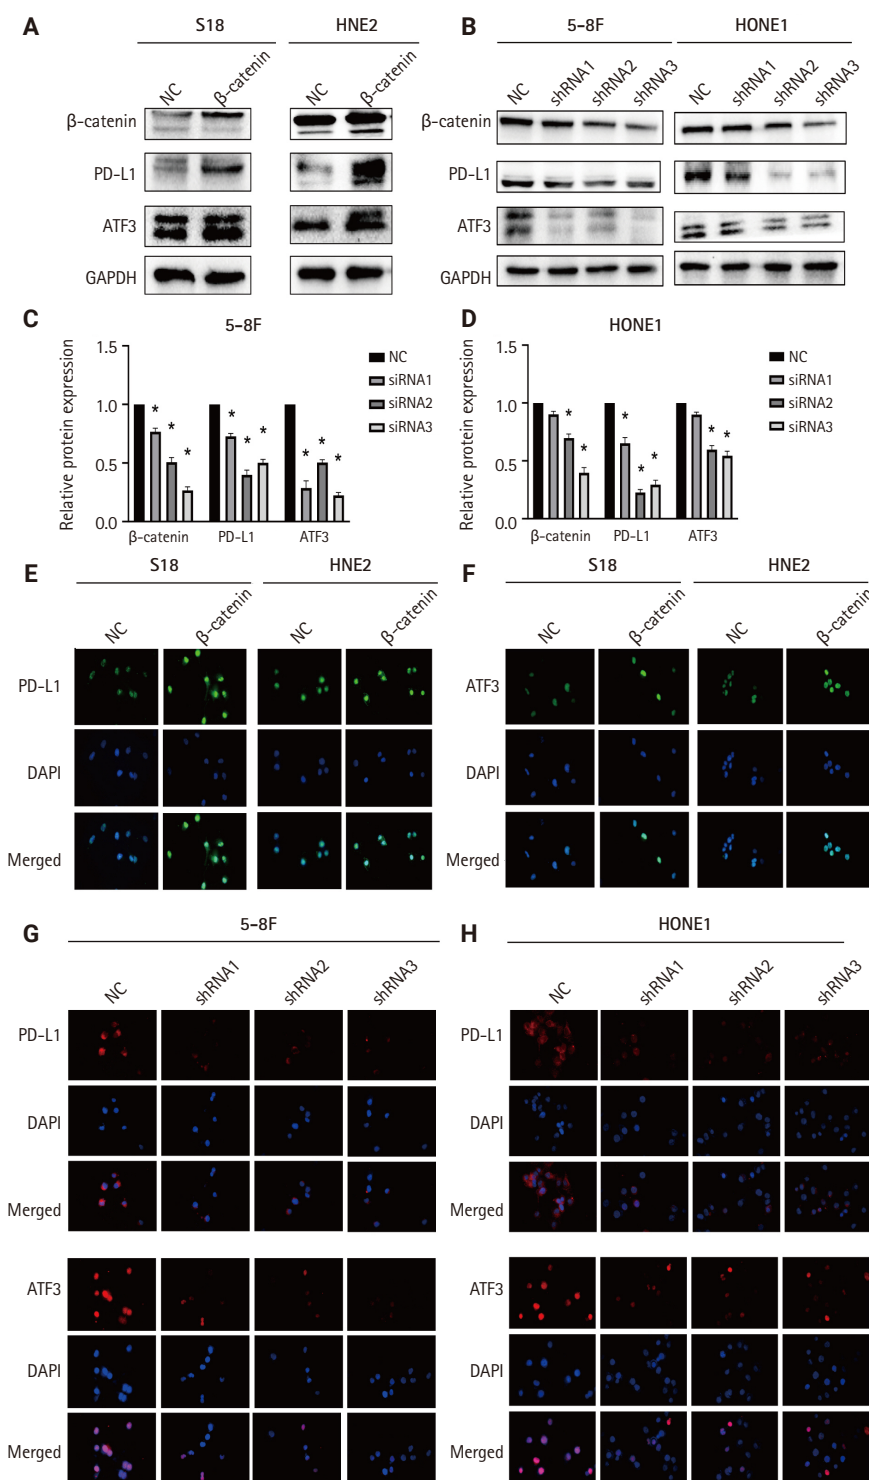 A
S18
HNE2
NC
β-catenin
NC
β-catenin
β-catenin
PD-L1
ATF3
GAPDH
B
5-8F
HONE1
NC
shRNA1
shRNA2
shRNA3
NC
shRNA1
shRNA2
shRNA3
β-catenin
PD-L1
ATF3
GAPDH
C
5-8F
Relative protein expression
1.5
1.0
0.5
0.0
* * *
* * *
* * *
β-catenin
PD-L1
ATF3
NC
siRNA1
siRNA2
siRNA3
D
HONE1
Relative protein expression
1.5
1.0
0.5
0.0
* *
* * *
* *
β-catenin
PD-L1
ATF3
NC
siRNA1
siRNA2
siRNA3
E
S18
HNE2
NC
β-catenin
NC
β-catenin
PD-L1
DAPI
Merged
F
S18
HNE2
NC
β-catenin
NC
β-catenin
ATF3
DAPI
Merged
G
5-8F
NC
shRNA1
shRNA2
shRNA3
PD-L1
DAPI
Merged
ATF3
DAPI
Merged
H
HONE1
NC
shRNA1
shRNA2
shRNA3
PD-L1
DAPI
Merged
ATF3
DAPI
Merged